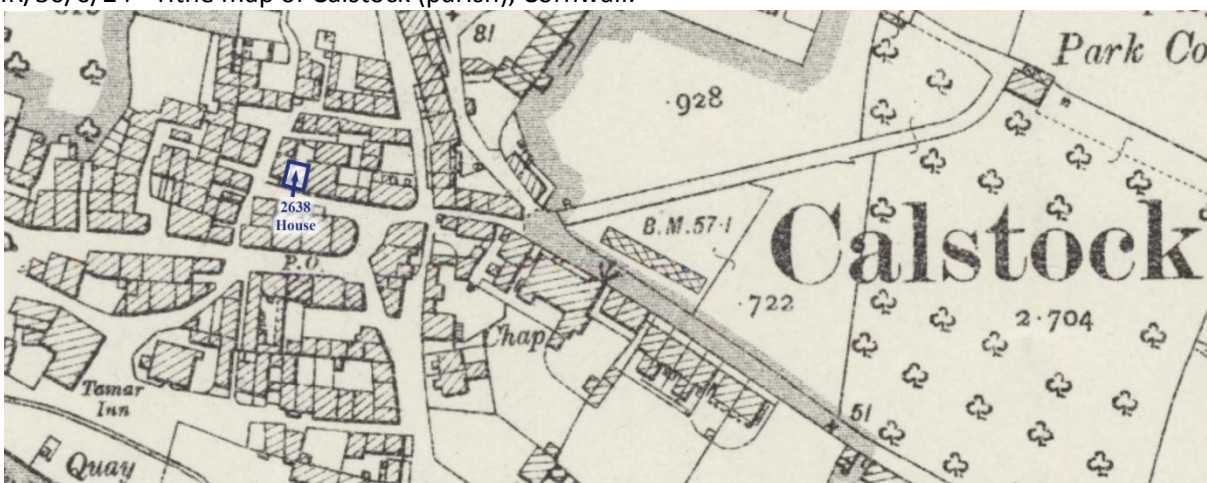 Park Co
81
·928
2638
House
B.M.57·1
Calstock
P.O.
·722
2·704
Chap
Tamar
Inn
51
Quay